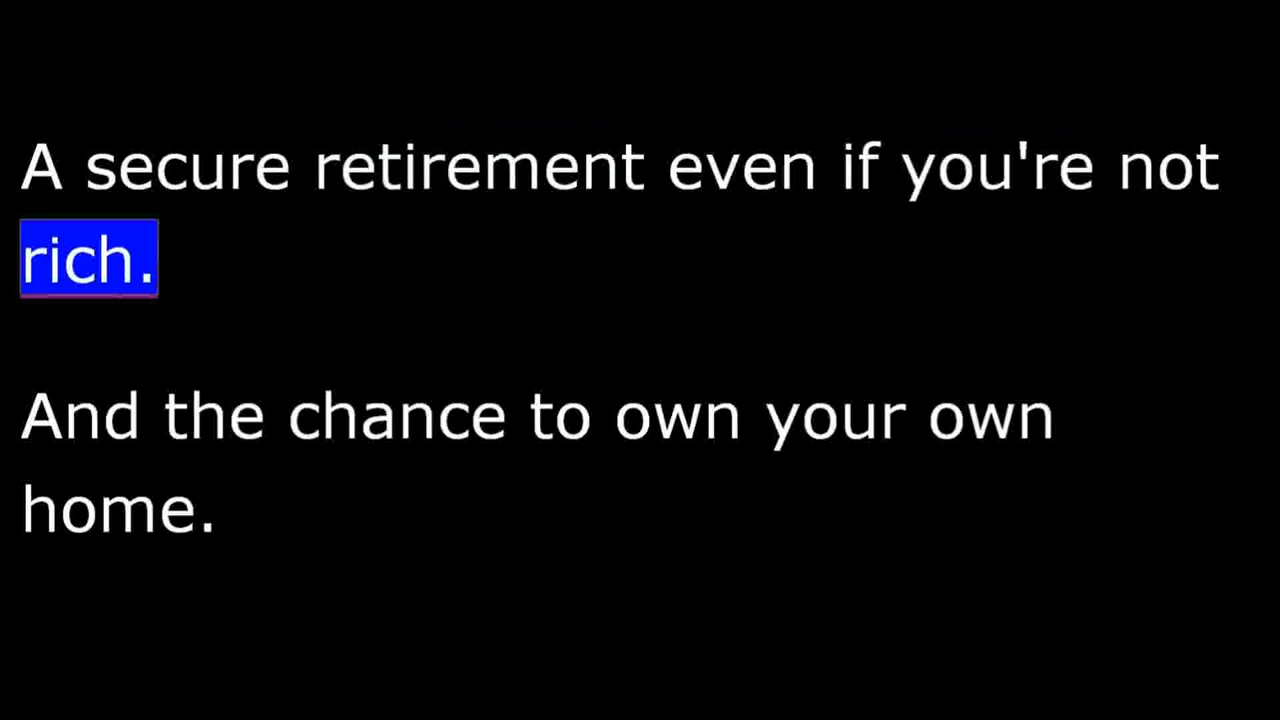 A secure retirement even if you're not
rich.
And the chance to own your own
home.